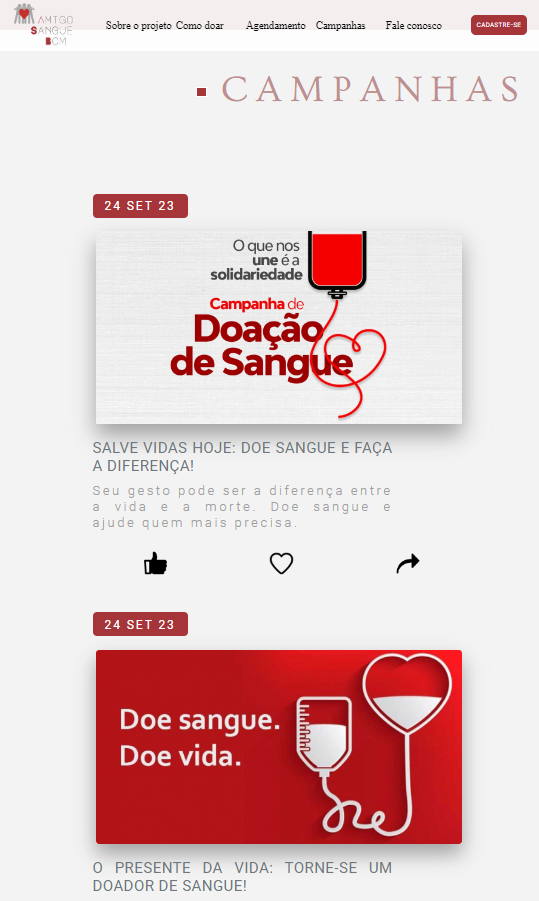 AMIGO
SANGUE
BOM
Sobre o projeto Como doar Agendamento Campanhas Fale conosco CADASTRE-SE
CAMPANHAS
24 SET 23
O que nos
une é a
solidariedade
Campanha de
Doação
de Sangue
SALVE VIDAS HOJE: DOE SANGUE E FAÇA
A DIFERENÇA!
Seu gesto pode ser a diferença entre
a vida e a morte. Doe sangue e
ajude quem mais precisa.
24 SET 23
Doe sangue.
Doe vida.
O PRESENTE DA VIDA: TORNE-SE UM
DOADOR DE SANGUE!